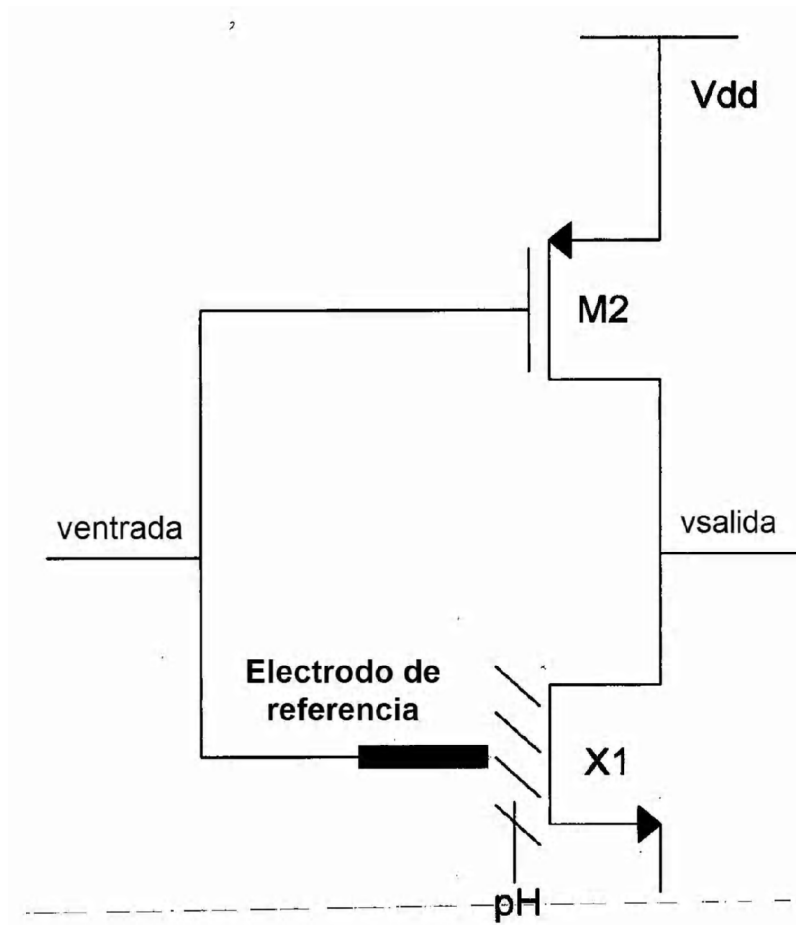 Vdd
M2
ventrada
vsalida
Electrodo de
referencia
X1
pH